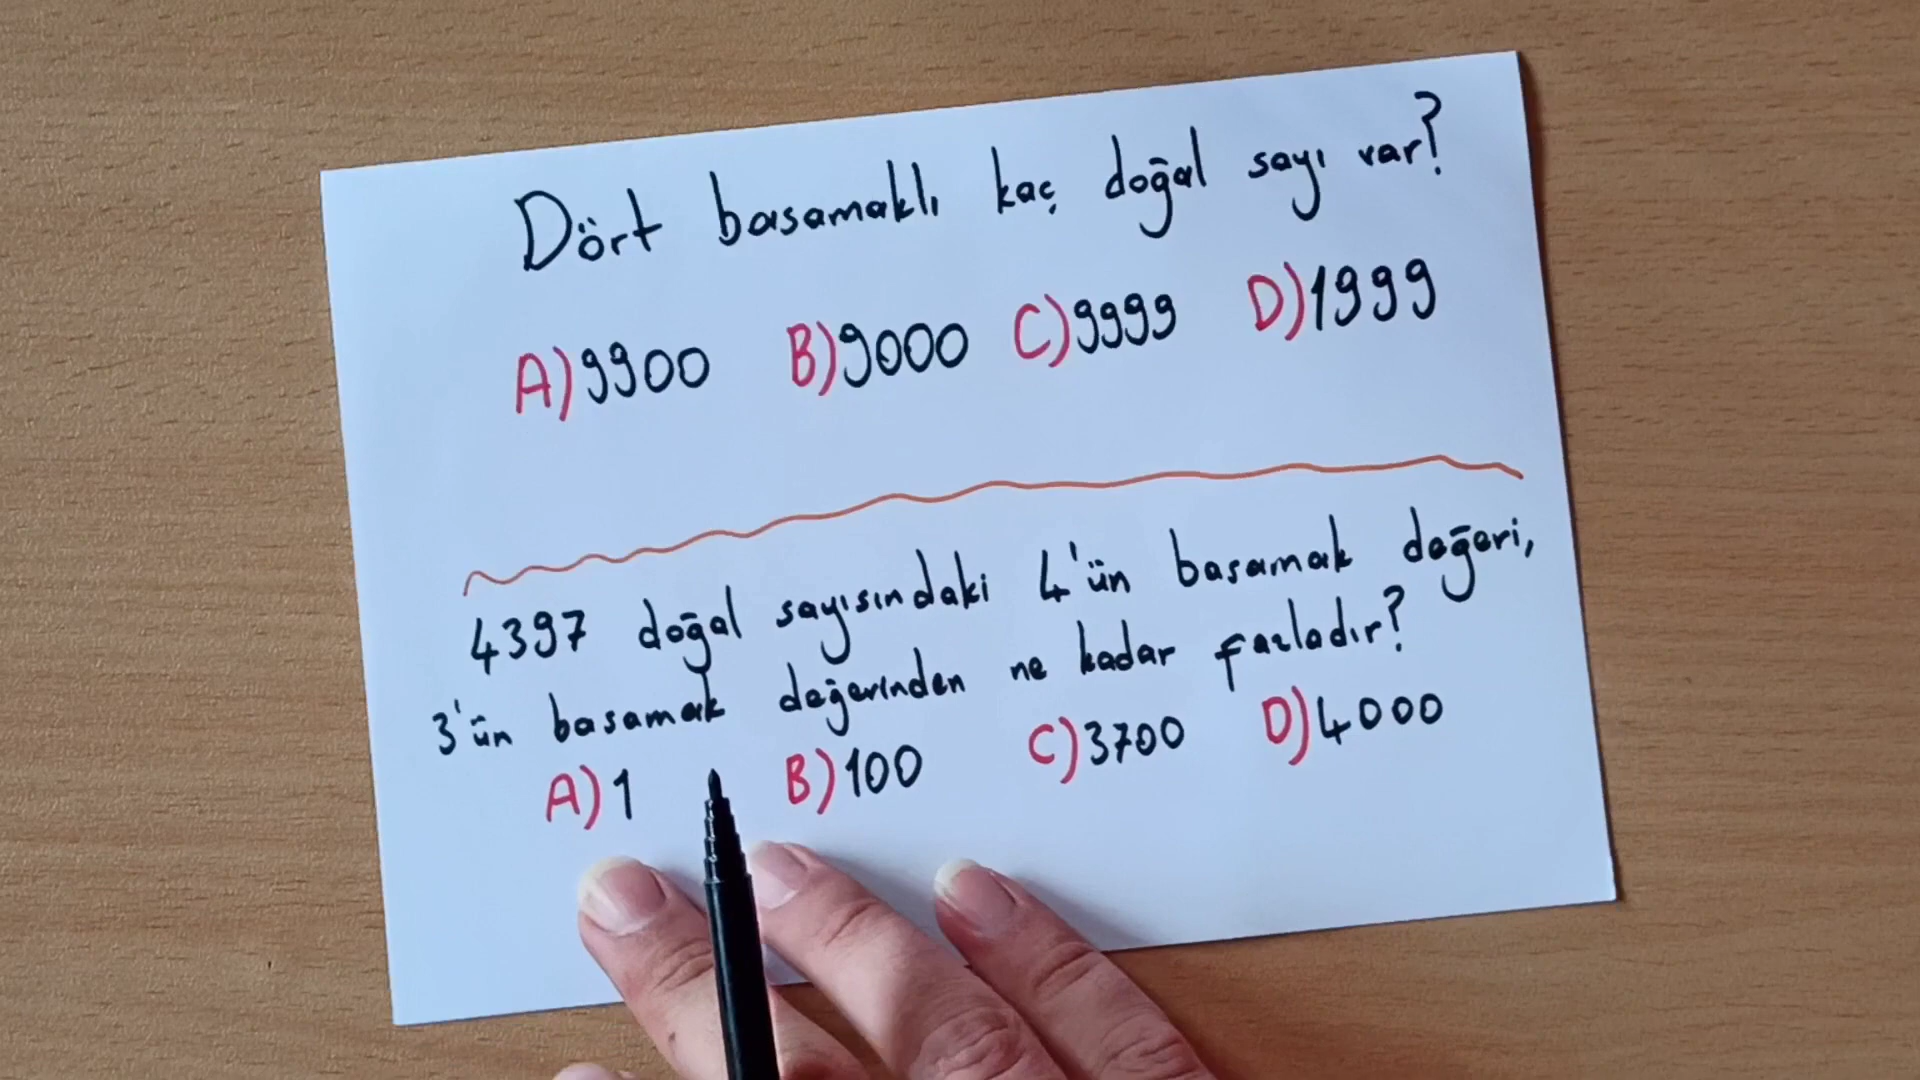 Dört basamaklı kaç doğal sayı var?
A) 9900 B) 9000 C) 9999 D) 1999
4397 doğal sayısındaki 4'ün basamak değeri,
3'ün basamak değerinden ne kadar fazladır?
A) 1 B) 100 C) 3700 D) 4000